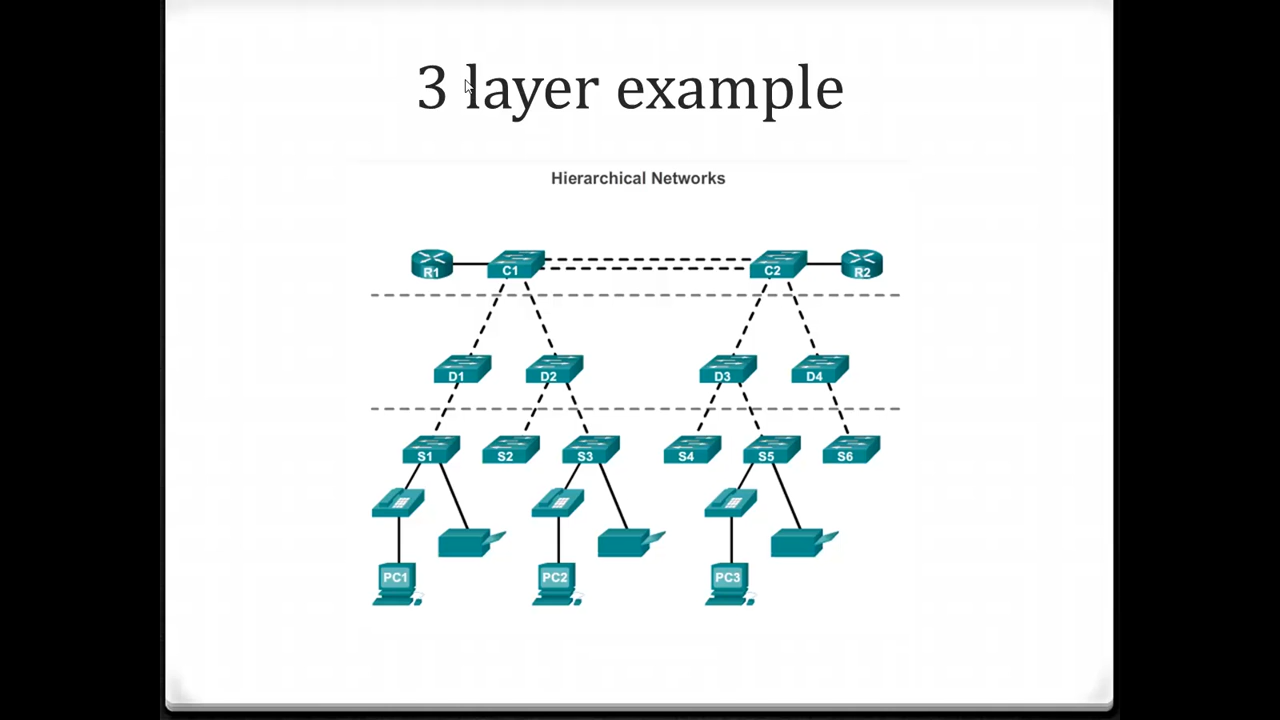 3 layer example
Hierarchical Networks
R1 C1 C2 R2
D1 D2 D3 D4
S1 S2 S3 S4 S5 S6
PC1 PC2 PC3